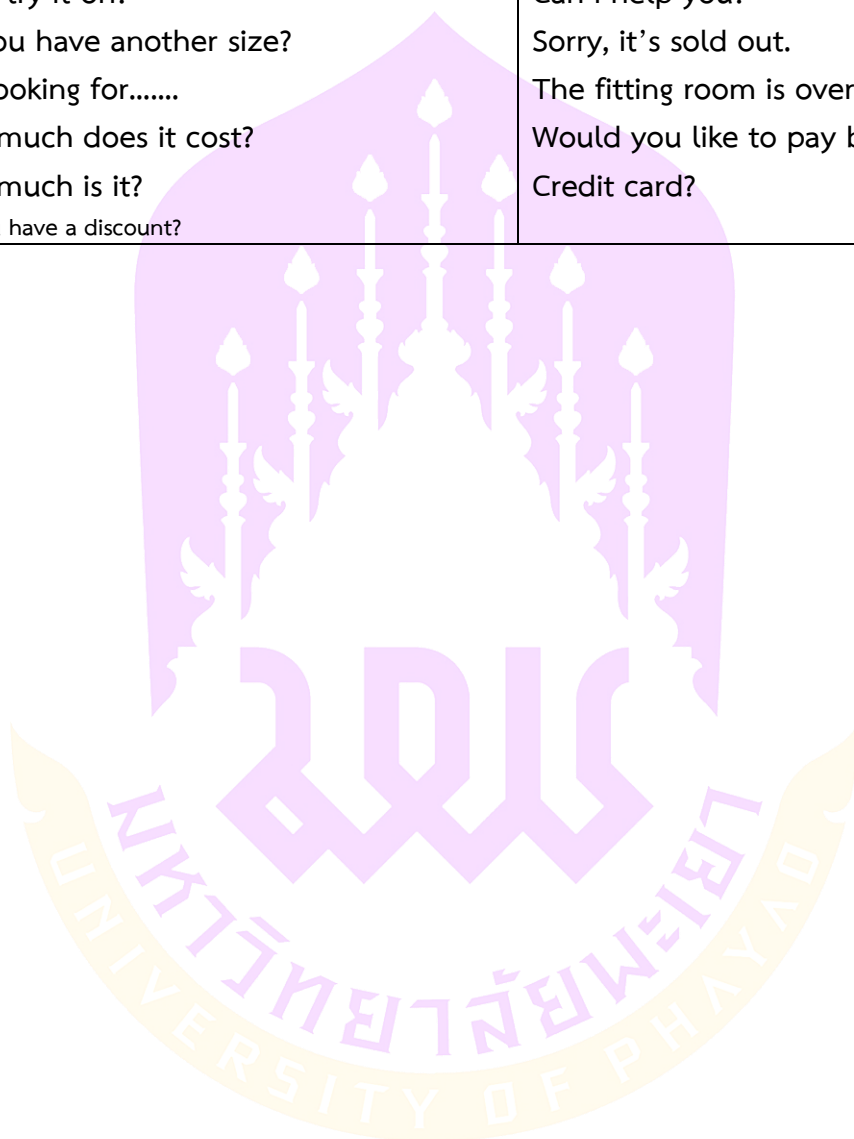 try it on?
ou have another size?
ooking for.......
much does it cost?
much is it?
have a discount?
Can I help you?
Sorry, it's sold out.
The fitting room is over
Would you like to pay b
Credit card?
มหาวิทยาลัยพะเยา
UNIVERSITY OF PHAYAO